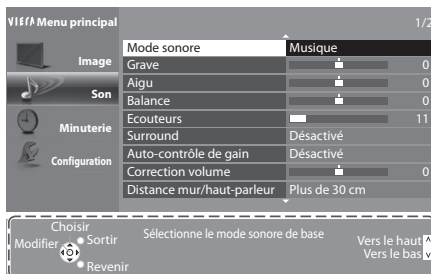 VIErA Menu principal
1/2
Image
Son
Minuterie
Configuration
Mode sonore Musique
Grave 0
Aigu 0
Balance 0
Ecouteurs 11
Surround Désactivé
Auto-contrôle de gain Désactivé
Correction volume 0
Distance mur/haut-parleur Plus de 30 cm
Choisir
Modifier
Sortir
Revenir
Sélectionne le mode sonore de base
Vers le haut
Vers le bas